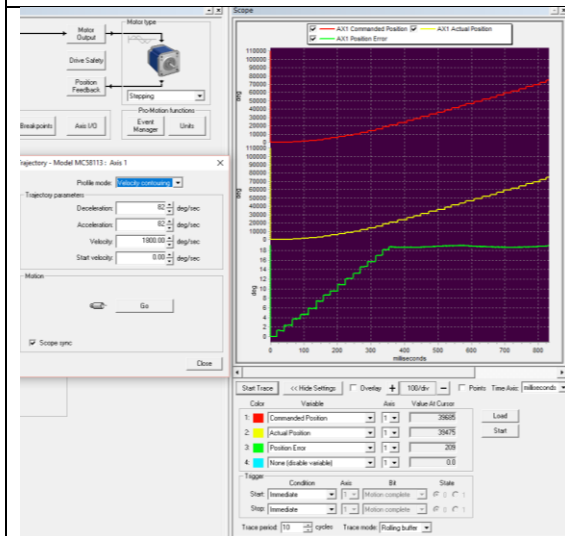 Motor Output
Motor type
Drive Safety
Position Feedback
Stepping
Pro-Motion functions
Breakpoints
Axis I/O
Event Manager
Units
Trajectory - Model MC58113 : Axis 1
Profile mode: Velocity contouring
Trajectory parameters
Deceleration: 82 deg/sec
Acceleration: 82 deg/sec
Velocity: 1800.00 deg/sec
Start velocity: 0.00 deg/sec
Motion
Go
Scope sync
Close
Scope
AX1 Commanded Position
AX1 Actual Position
AX1 Position Error
110000
100000
90000
80000
70000
60000
50000
40000
30000
20000
10000
0
deg
110000
100000
90000
80000
70000
60000
50000
40000
30000
20000
10000
0
deg
18
16
14
12
10
8
6
4
2
0
deg
0 100 200 300 400 500 600 700 800
milliseconds
Start Trace
<< Hide Settings
Overlay
+ 100/div −
Points
Time Axis: milliseconds
Color Variable Axis Value At Cursor
1: Commanded Position 1 39685
Load
2: Actual Position 1 39475
Start
3: Position Error 1 209
4: None (disable variable) 1 0.0
Trigger
Condition Axis Bit State
Start: Immediate 1 Motion complete
Stop: Immediate 1 Motion complete
Trace period: 10 cycles Trace mode: Rolling buffer